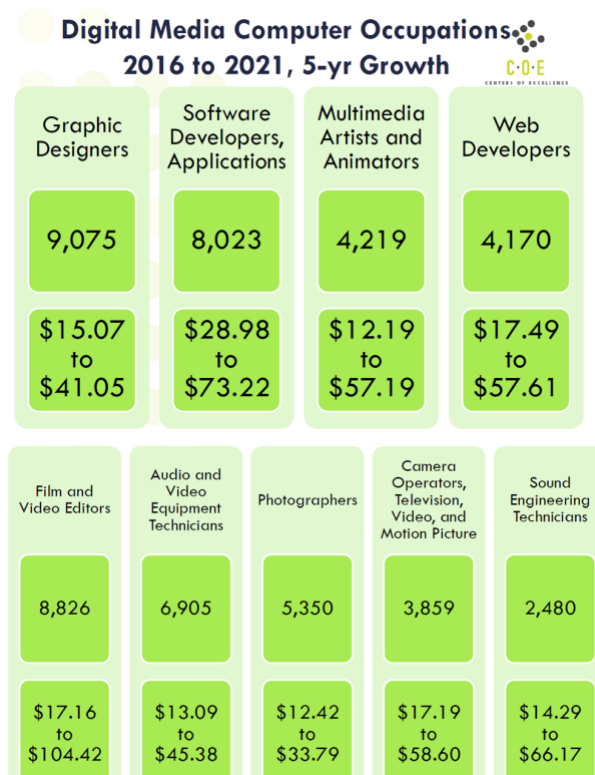 Digital Media Computer Occupations
2016 to 2021, 5-yr Growth
C·O·E
CENTERS OF EXCELLENCE
Graphic
Designers
9,075
$15.07
to
$41.05
Software
Developers,
Applications
8,023
$28.98
to
$73.22
Multimedia
Artists and
Animators
4,219
$12.19
to
$57.19
Web
Developers
4,170
$17.49
to
$57.61
Film and
Video Editors
8,826
$17.16
to
$104.42
Audio and
Video
Equipment
Technicians
6,905
$13.09
to
$45.38
Photographers
5,350
$12.42
to
$33.79
Camera
Operators,
Television,
Video, and
Motion Picture
3,859
$17.19
to
$58.60
Sound
Engineering
Technicians
2,480
$14.29
to
$66.17